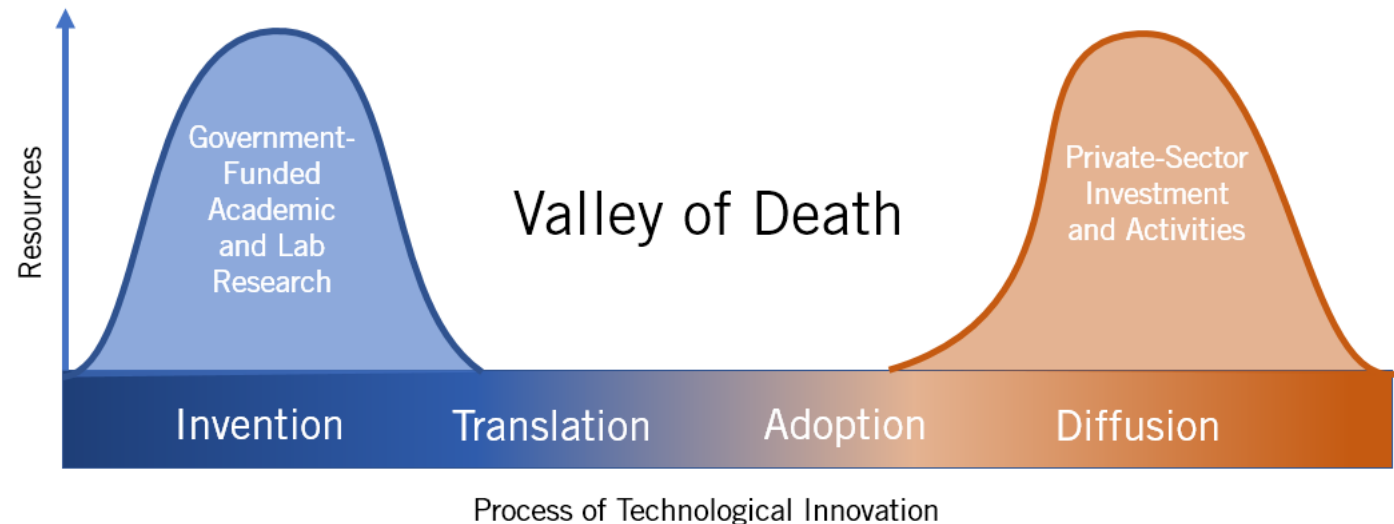 Resources
Government-
Funded
Academic
and Lab
Research
Valley of Death
Private-Sector
Investment
and Activities
Invention
Translation
Adoption
Diffusion
Process of Technological Innovation